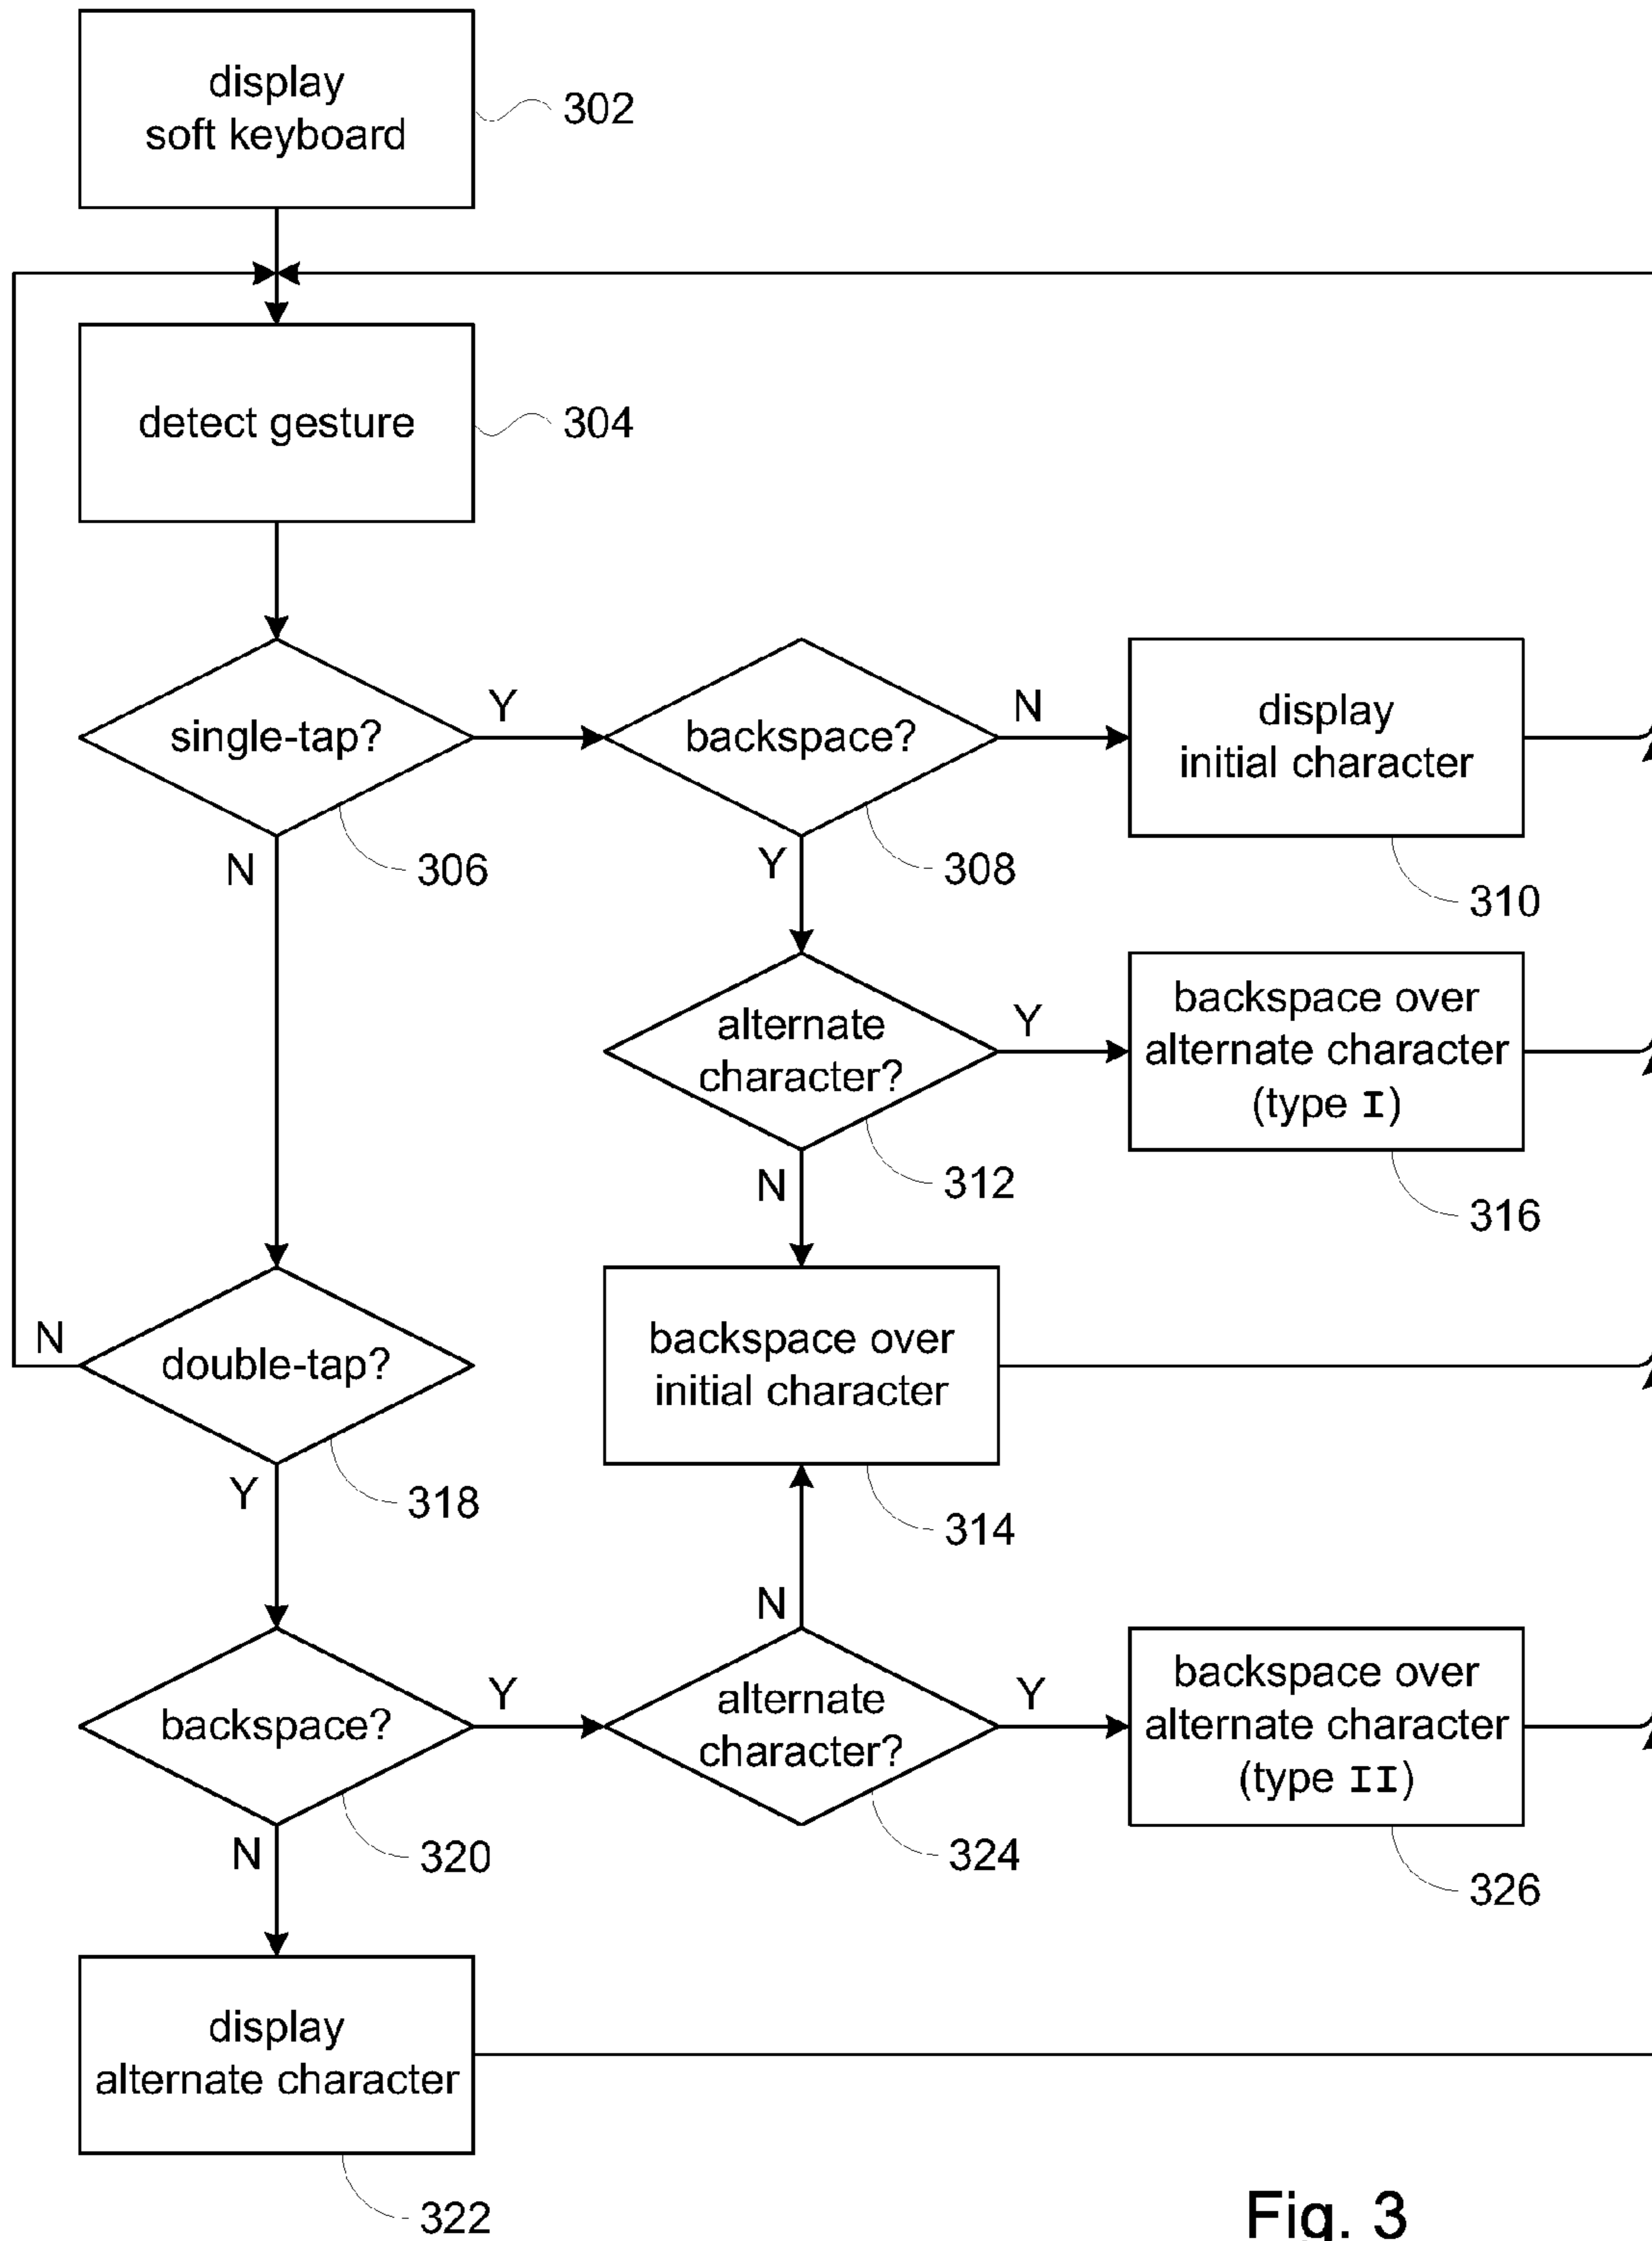 display
soft keyboard
302
detect gesture
304
single-tap?
Y
N
306
backspace?
N
Y
308
display
initial character
310
alternate
character?
Y
N
312
backspace over
alternate character
(type I)
316
N
double-tap?
Y
318
backspace over
initial character
314
backspace?
Y
N
320
N
alternate
character?
Y
324
backspace over
alternate character
(type II)
326
display
alternate character
322
Fig. 3